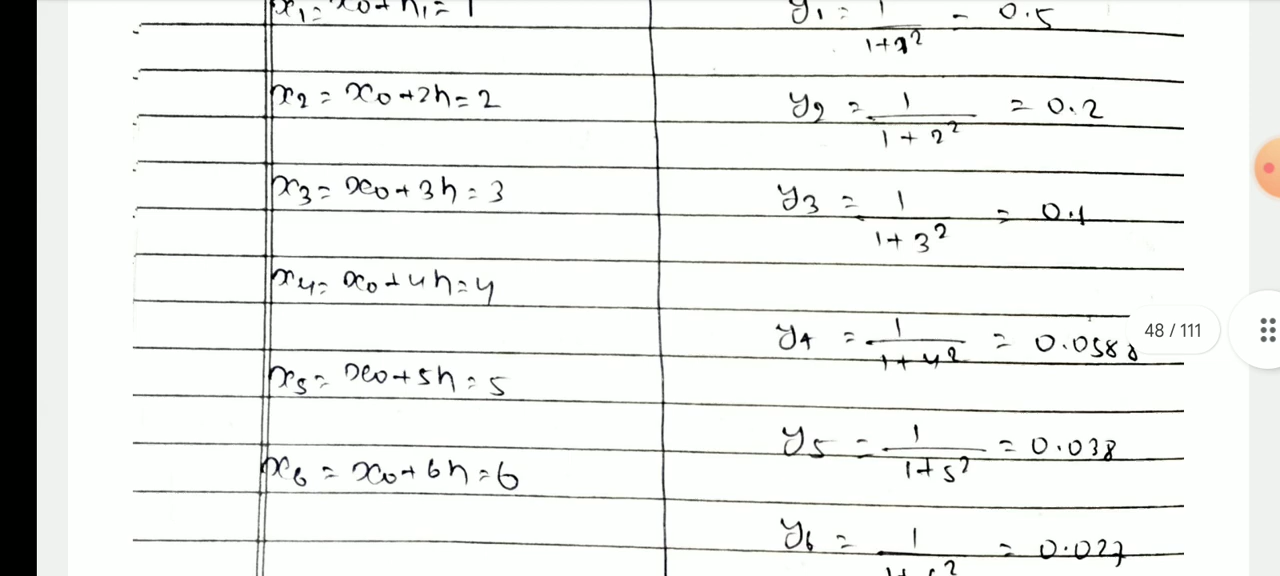 x₁ = x₀ + h₁ = 1
y₁ = 1/(1+1²) = 0.5
x₂ = x₀ + 2h = 2
y₂ = 1/(1+2²) = 0.2
x₃ = x₀ + 3h = 3
y₃ = 1/(1+3²) = 0.1
x₄ = x₀ + 4h = 4
y₄ = 1/(1+4²) = 0.058
48 / 111
x₅ = x₀ + 5h = 5
y₅ = 1/(1+5²) = 0.038
x₆ = x₀ + 6h = 6
y₆ = 1/(1+6²) = 0.027